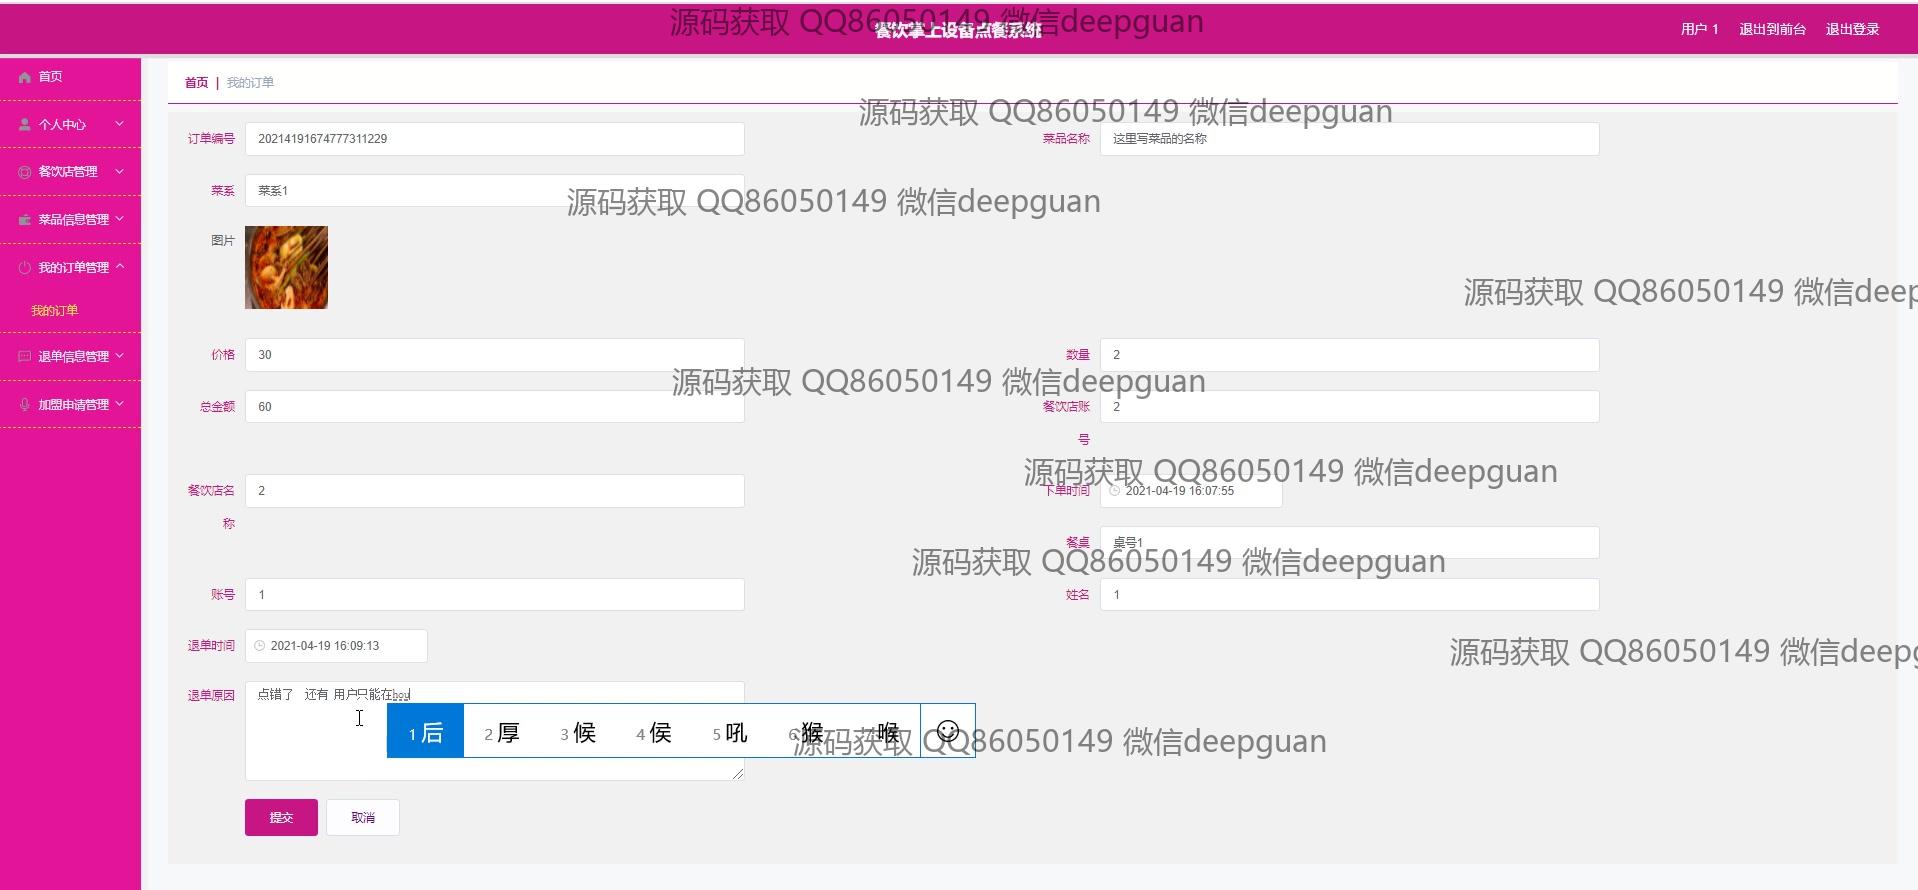 源码获取 QQ86050149 微信deepguan
餐饮掌上设备点餐系统
用户 1 退出到前台 退出登录
首页
个人中心
餐饮店管理
菜品信息管理
我的订单管理
我的订单
退单信息管理
加盟申请管理
首页 | 我的订单
源码获取 QQ86050149 微信deepguan
订单编号 20214191674777311229
菜品名称 这里写菜品的名称
菜系 菜系1
源码获取 QQ86050149 微信deepguan
图片
源码获取 QQ86050149 微信deep
价格 30
数量 2
源码获取 QQ86050149 微信deepguan
总金额 60
餐饮店账号 2
源码获取 QQ86050149 微信deepguan
餐饮店名称 2
下单时间 2021-04-19 16:07:55
餐桌 桌号1
源码获取 QQ86050149 微信deepguan
账号 1
姓名 1
退单时间 2021-04-19 16:09:13
源码获取 QQ86050149 微信deep
退单原因 点错了 还有 用户只能在hou
1 后 2 厚 3 候 4 侯 5 吼 6 猴 喉
源码获取 QQ86050149 微信deepguan
提交 取消